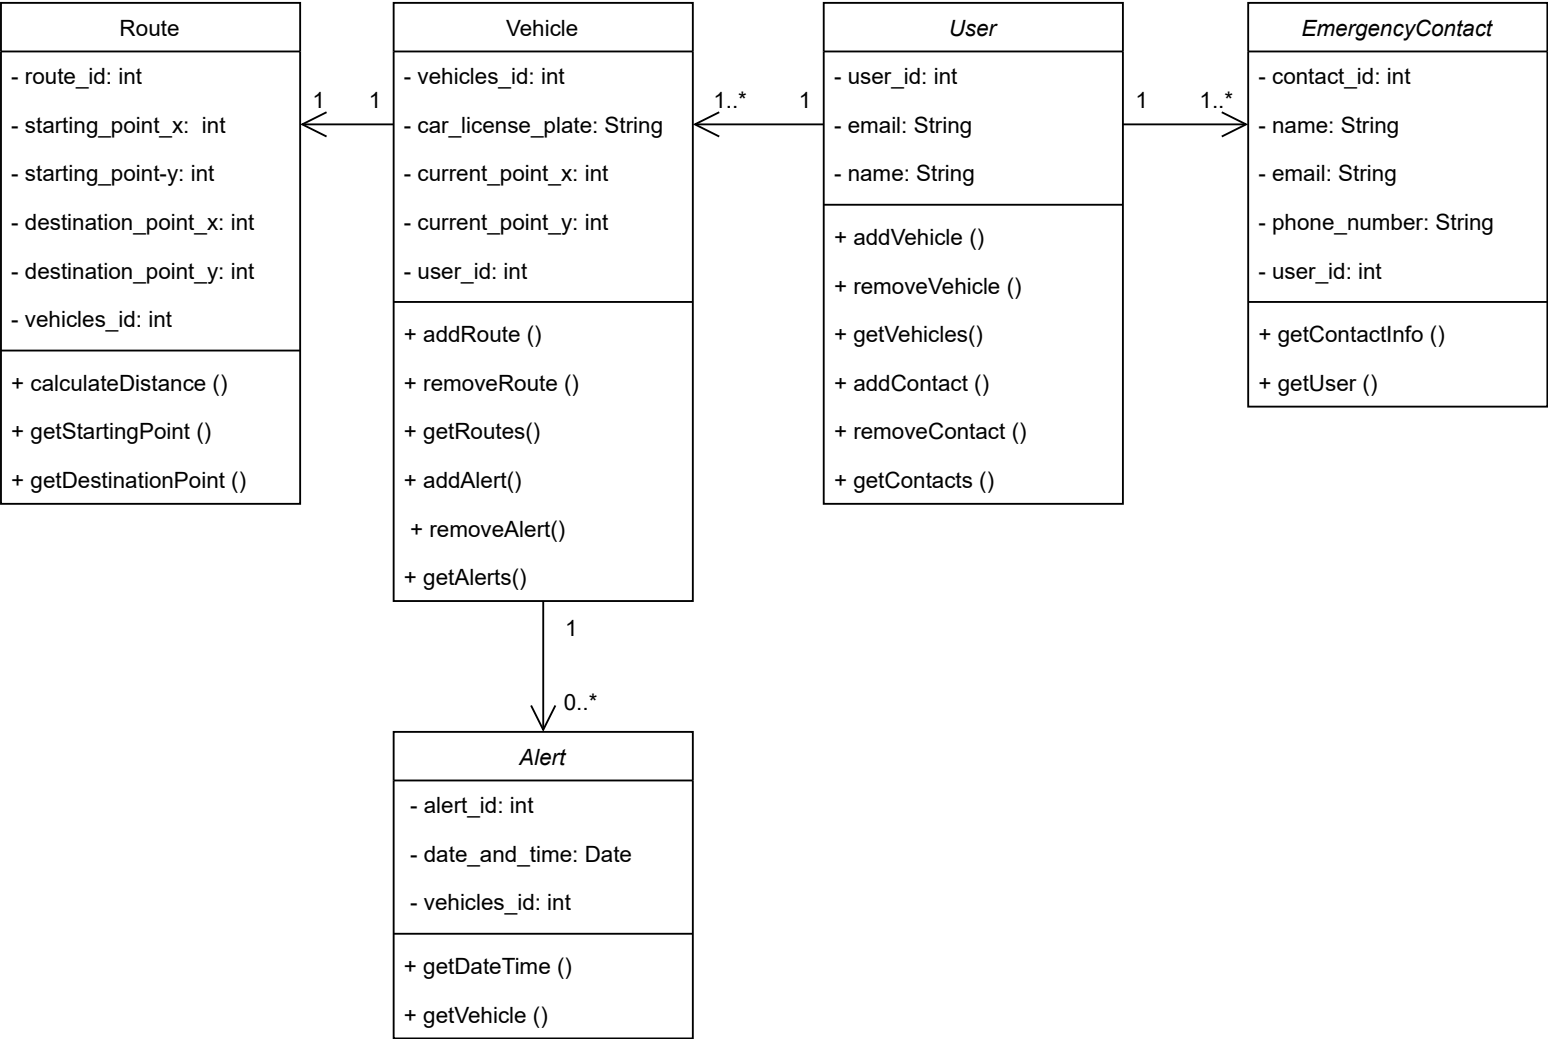 Route
- route_id: int
- starting_point_x:  int
- starting_point-y: int
- destination_point_x: int
- destination_point_y: int
- vehicles_id: int
+ calculateDistance ()
+ getStartingPoint ()
+ getDestinationPoint ()
1
1
Vehicle
- vehicles_id: int
- car_license_plate: String
- current_point_x: int
- current_point_y: int
- user_id: int
+ addRoute ()
+ removeRoute ()
+ getRoutes()
+ addAlert()
+ removeAlert()
+ getAlerts()
1..*
1
User
- user_id: int
- email: String
- name: String
+ addVehicle ()
+ removeVehicle ()
+ getVehicles()
+ addContact ()
+ removeContact ()
+ getContacts ()
1
1..*
EmergencyContact
- contact_id: int
- name: String
- email: String
- phone_number: String
- user_id: int
+ getContactInfo ()
+ getUser ()
1
0..*
Alert
- alert_id: int
- date_and_time: Date
- vehicles_id: int
+ getDateTime ()
+ getVehicle ()